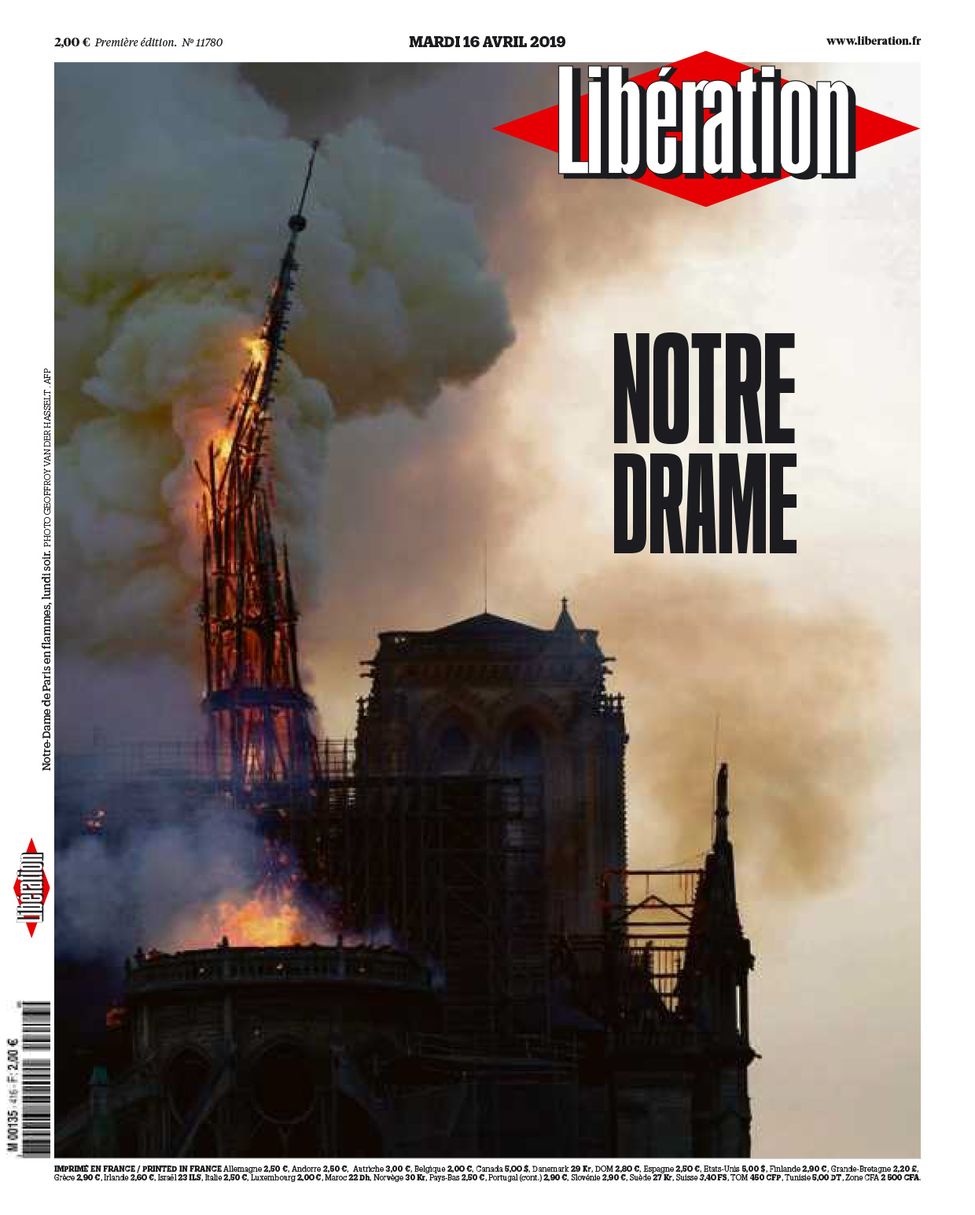 2,00 € Première édition. Nº 11780
MARDI 16 AVRIL 2019
www.liberation.fr
Libération
NOTRE
DRAME
Notre-Dame de Paris en flammes, lundi soir. PHOTO GEOFFROY VAN DER HASSELT . AFP
Libération
M 00135 - 416 - F: 2,00 €
IMPRIMÉ EN FRANCE / PRINTED IN FRANCE Allemagne 2,50 €, Andorre 2,50 €, Autriche 3,00 €, Belgique 2,00 €, Canada 5,00 $, Danemark 29 Kr, DOM 2,80 €, Espagne 2,50 €, Etats-Unis 5,00 $, Finlande 2,90 €, Grande-Bretagne 2,20 £,
Grèce 2,90 €, Irlande 2,60 €, Israël 23 ILS, Italie 2,50 €, Luxembourg 2,00 €, Maroc 22 Dh, Norvège 30 Kr, Pays-Bas 2,50 €, Portugal (cont.) 2,90 €, Slovénie 2,90 €, Suède 27 Kr, Suisse 3,40 FS, TOM 450 CFP, Tunisie 5,00 DT, Zone CFA 2 500 CFA.